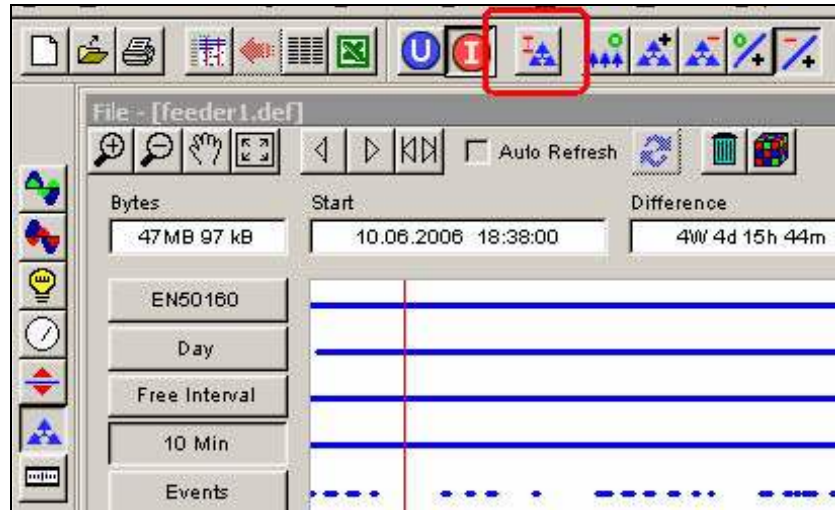 U I I
File - [feeder1.def]
Auto Refresh
Bytes Start Difference
47MB 97 kB 10.06.2006 18:38:00 4W 4d 15h 44m
EN50160
Day
Free Interval
10 Min
Events